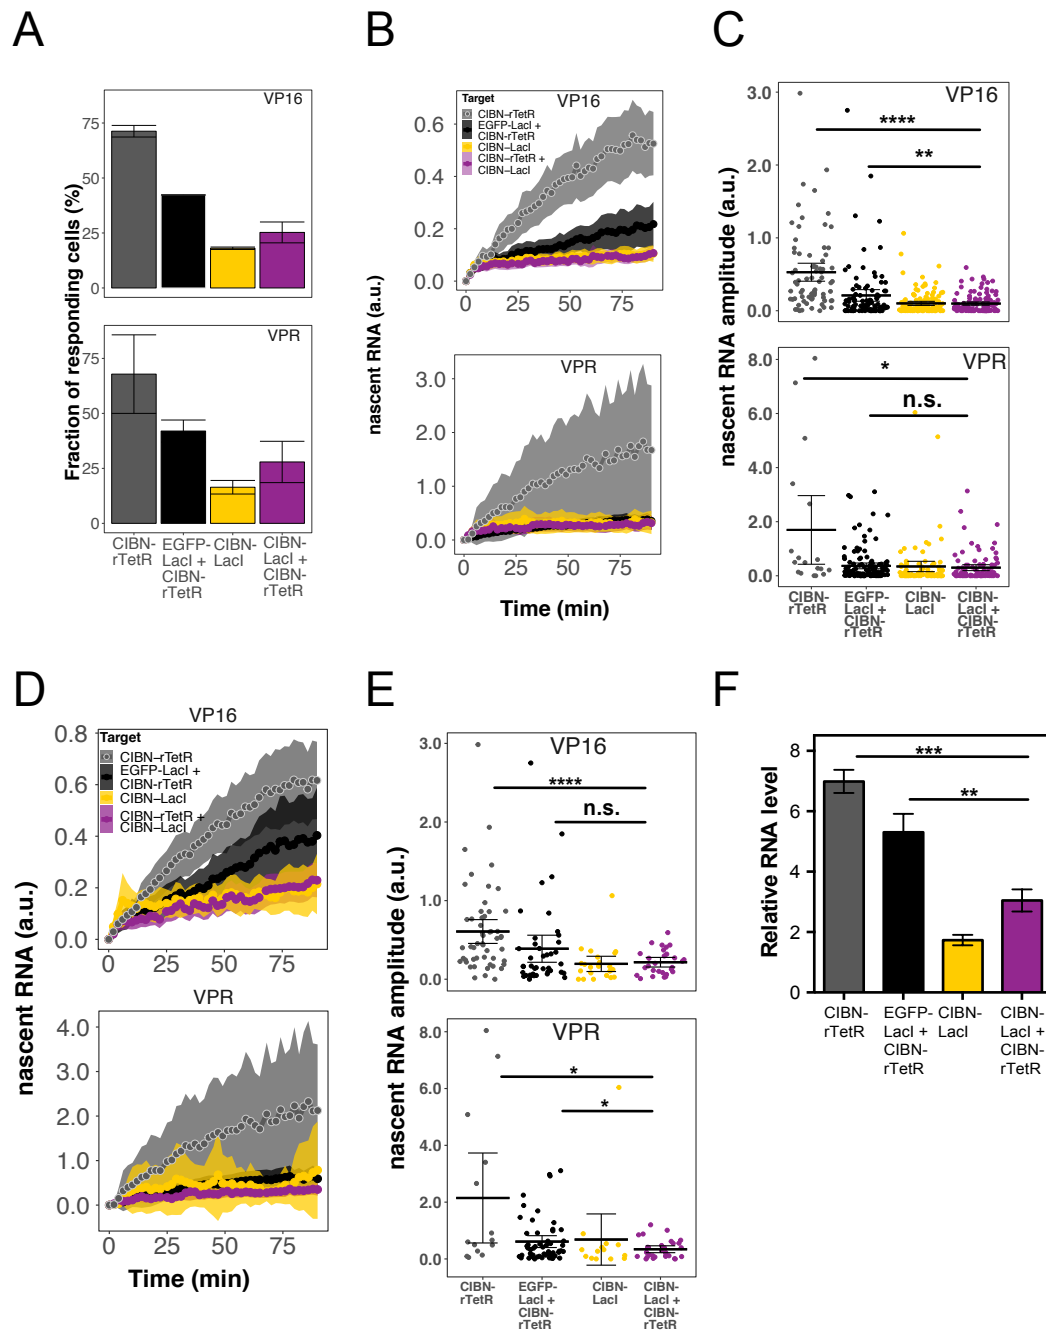 A
VP16
75
50
25
0
VPR
75
50
25
0
Fraction of responding cells (%)
CIBN-
rTetR
EGFP-
LacI +
CIBN-
rTetR
CIBN-
LacI
CIBN-
LacI +
CIBN-
rTetR
B
Target
CIBN-rTetR
EGFP-LacI +
CIBN-rTetR
CIBN-LacI
CIBN-rTetR +
CIBN-LacI
VP16
0.6
0.4
0.2
0.0
0
25
50
75
nascent RNA (a.u.)
VPR
3.0
2.0
1.0
0.0
0
25
50
75
Time (min)
C
VP16
3.0
2.0
1.0
0.0
****
**
nascent RNA amplitude (a.u.)
VPR
8.0
6.0
4.0
2.0
0.0
*
n.s.
CIBN-
rTetR
EGFP-
LacI +
CIBN-
rTetR
CIBN-
LacI
CIBN-
LacI +
CIBN-
rTetR
D
VP16
0.8
0.6
0.4
0.2
0.0
Target
CIBN-rTetR
EGFP-LacI +
CIBN-rTetR
CIBN-LacI
CIBN-rTetR +
CIBN-LacI
0
25
50
75
nascent RNA (a.u.)
VPR
4.0
3.0
2.0
1.0
0.0
0
25
50
75
Time (min)
E
VP16
3.0
2.0
1.0
0.0
****
n.s.
nascent RNA amplitude (a.u.)
VPR
8.0
6.0
4.0
2.0
0.0
*
*
CIBN-
rTetR
EGFP-
LacI +
CIBN-
rTetR
CIBN-
LacI
CIBN-
LacI +
CIBN-
rTetR
F
8
6
4
2
0
Relative RNA level
***
**
CIBN-
rTetR
EGFP-
LacI +
CIBN-
rTetR
CIBN-
LacI
CIBN-
LacI +
CIBN-
rTetR